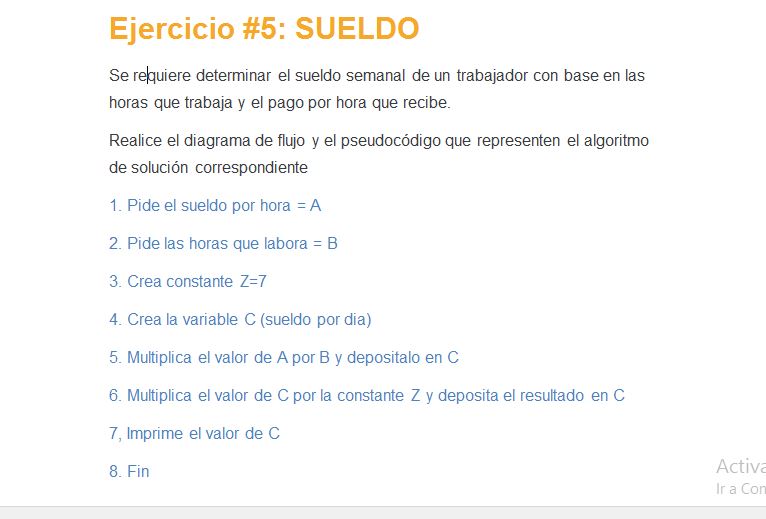 Ejercicio #5: SUELDO
Se requiere determinar el sueldo semanal de un trabajador con base en las
horas que trabaja y el pago por hora que recibe.
Realice el diagrama de flujo y el pseudocódigo que representen el algoritmo
de solución correspondiente
1. Pide el sueldo por hora = A
2. Pide las horas que labora = B
3. Crea constante Z=7
4. Crea la variable C (sueldo por dia)
5. Multiplica el valor de A por B y depositalo en C
6. Multiplica el valor de C por la constante Z y deposita el resultado en C
7, Imprime el valor de C
8. Fin
Activa
Ir a Con